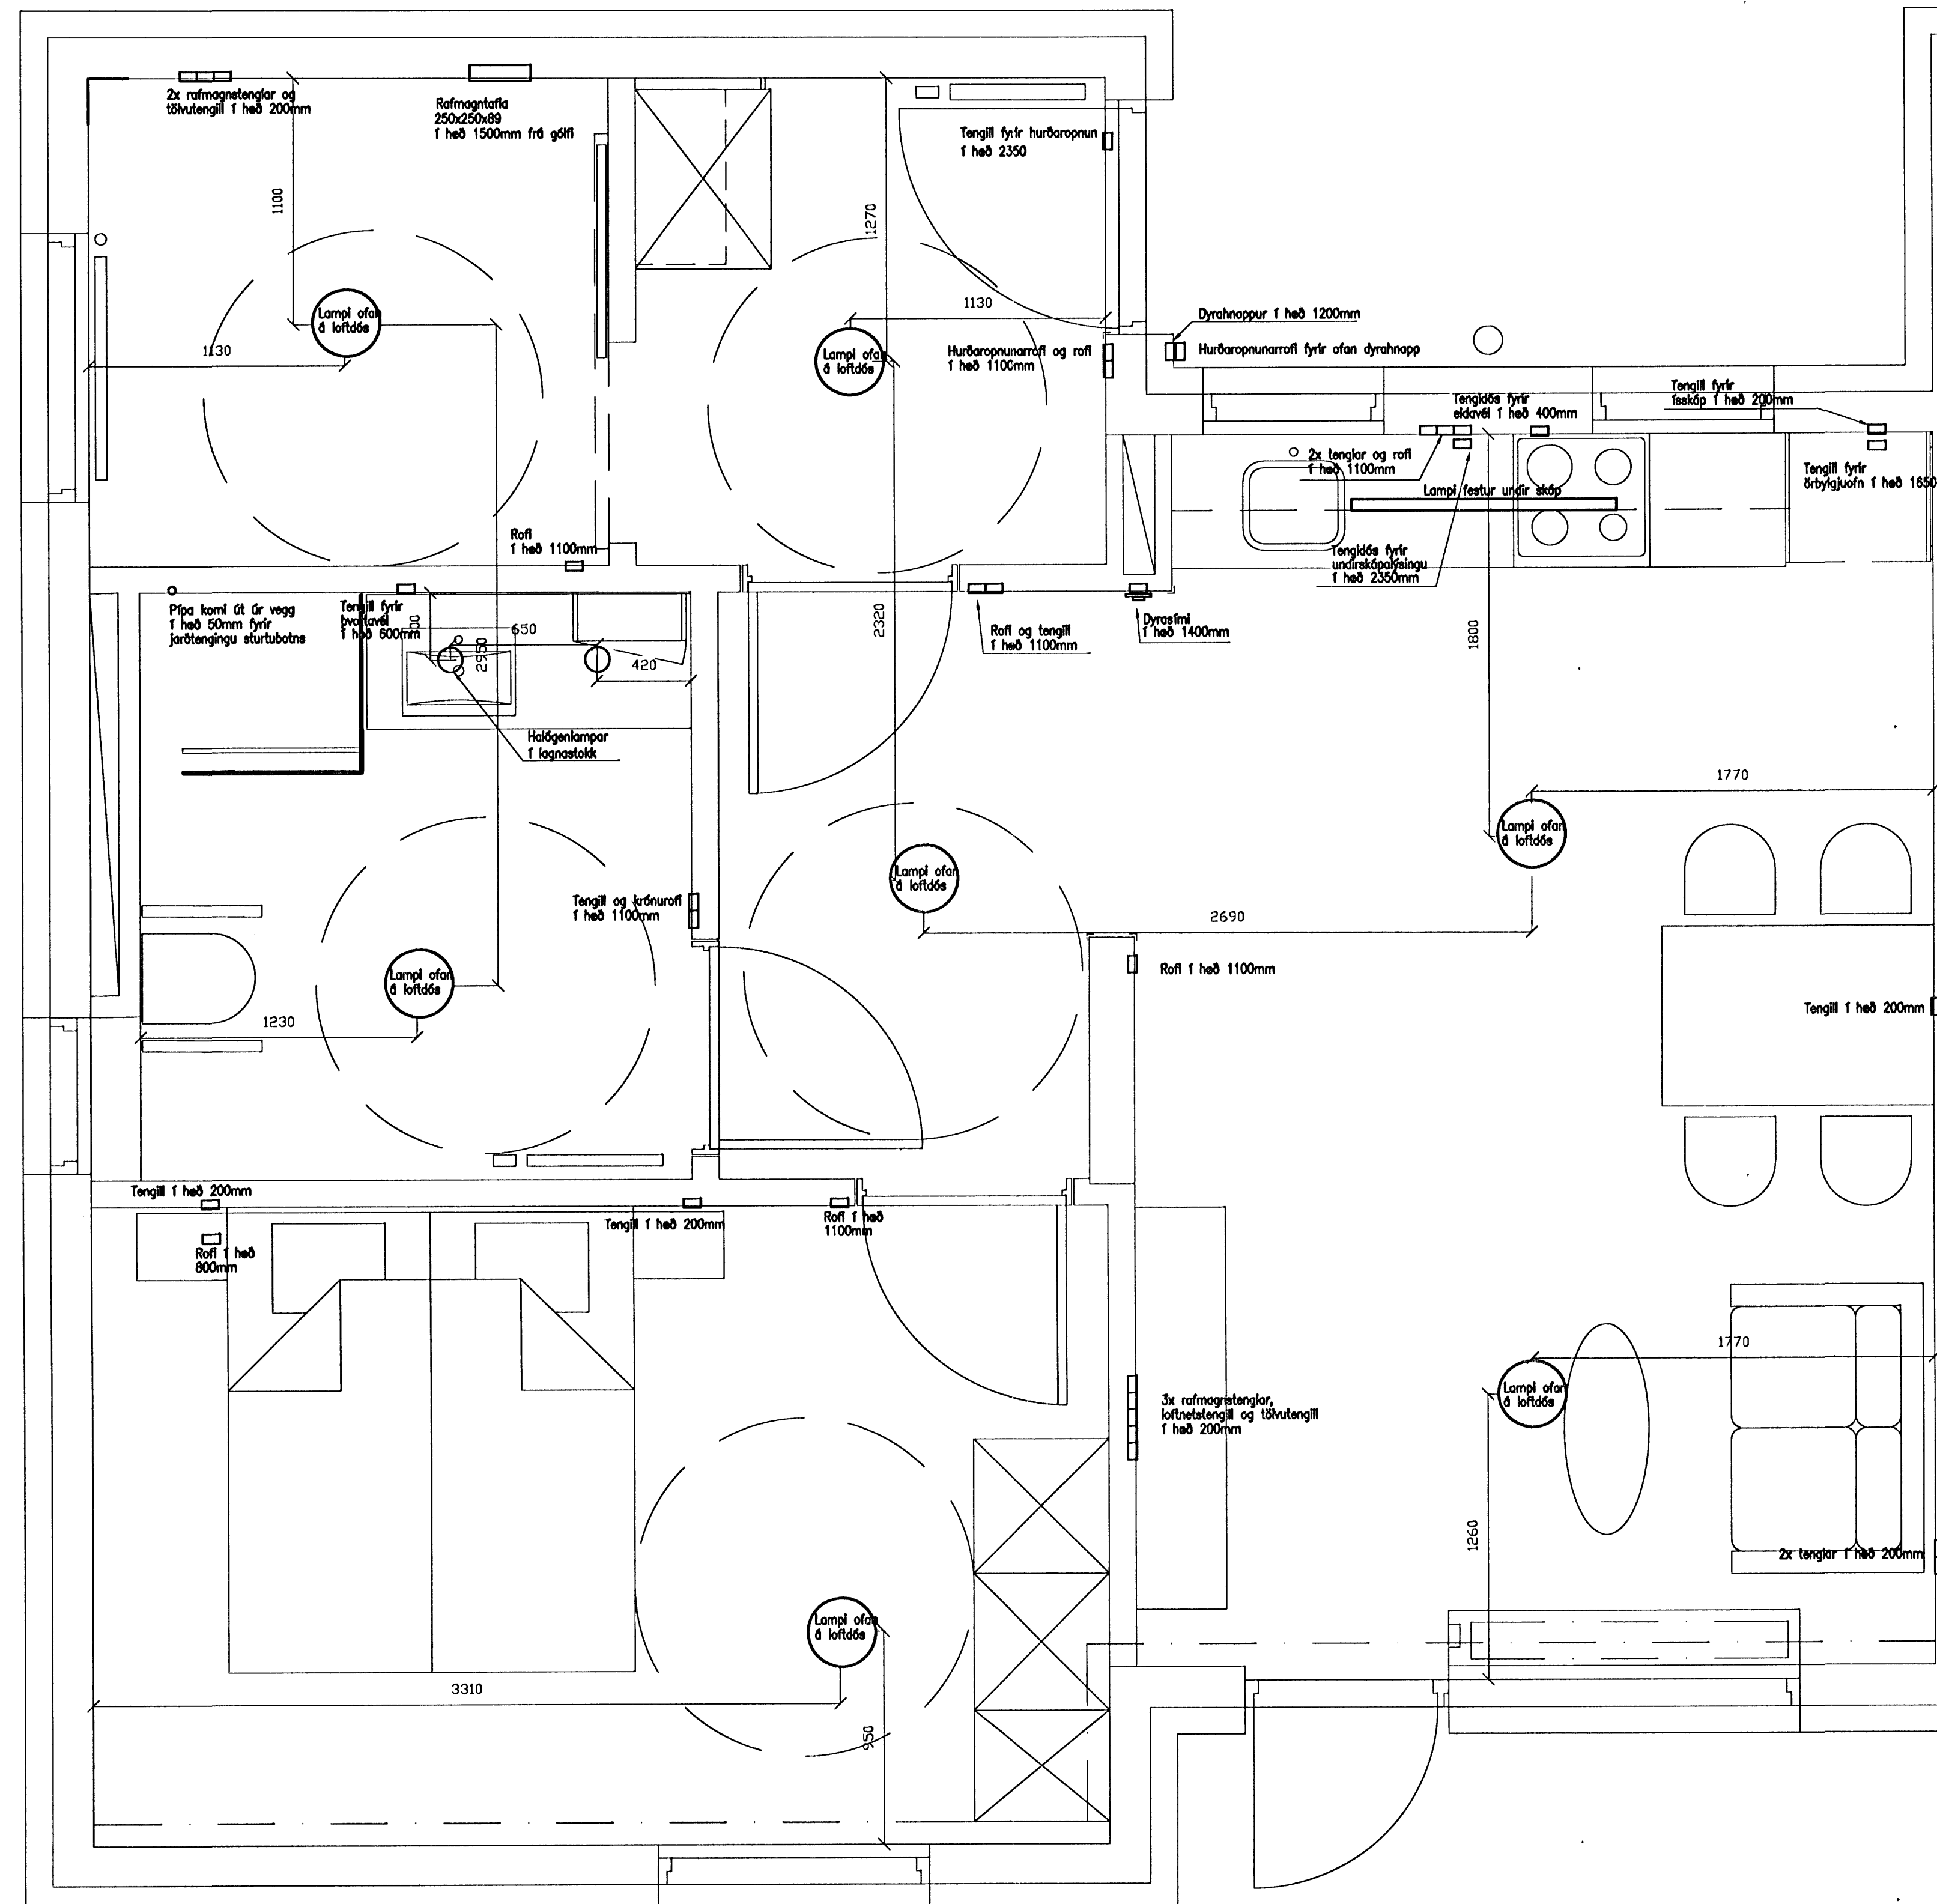 2x rafmagnstenglar og
tölvutengill í hæð 200mm
Rafmagntafla
250x250x89
í hæð 1500mm frá gólfi
Tengill fyrir hurðaropnun
í hæð 2350
1100
1270
1130
Lampi ofan
á loftdós
1130
Lampi ofan
á loftdós
Hurðaropnunarrofi og rofi
í hæð 1100mm
Dyrahnappur í hæð 1200mm
Hurðaropnunarrofi fyrir ofan dyrahnapp
Tengidós fyrir
eldavél í hæð 400mm
Tengill fyrir
ísskáp í hæð 200mm
2x tenglar og rofi
í hæð 1100mm
Lampi festur undir skáp
Tengill fyrir
örbylgjuofn í hæð 1650
Rofi
í hæð 1100mm
Tengidós fyrir
undirskápalýsingu
í hæð 2350mm
Pípa komi út úr vegg
í hæð 50mm fyrir
jarðtengingu sturtubotns
Tengill fyrir
þvottavél
í hæð 600mm
650
2950
420
2320
Rofi og tengill
í hæð 1100mm
Dyrasími
í hæð 1400mm
1800
Halógenlampar
í lagnastokk
1770
Lampi ofan
á loftdós
Lampi ofan
á loftdós
Tengill og krónurofi
í hæð 1100mm
2690
Lampi ofan
á loftdós
Rofi í hæð 1100mm
1230
Tengill í hæð 200mm
Tengill í hæð 200mm
Tengill í hæð 200mm
Rofi í hæð
1100mm
Rofi í hæð
800mm
1770
Lampi ofan
á loftdós
3x rafmagnstenglar,
loftnetstengill og tölvutengill
í hæð 200mm
1260
2x tenglar í hæð 200mm
Lampi ofan
á loftdós
3310
950